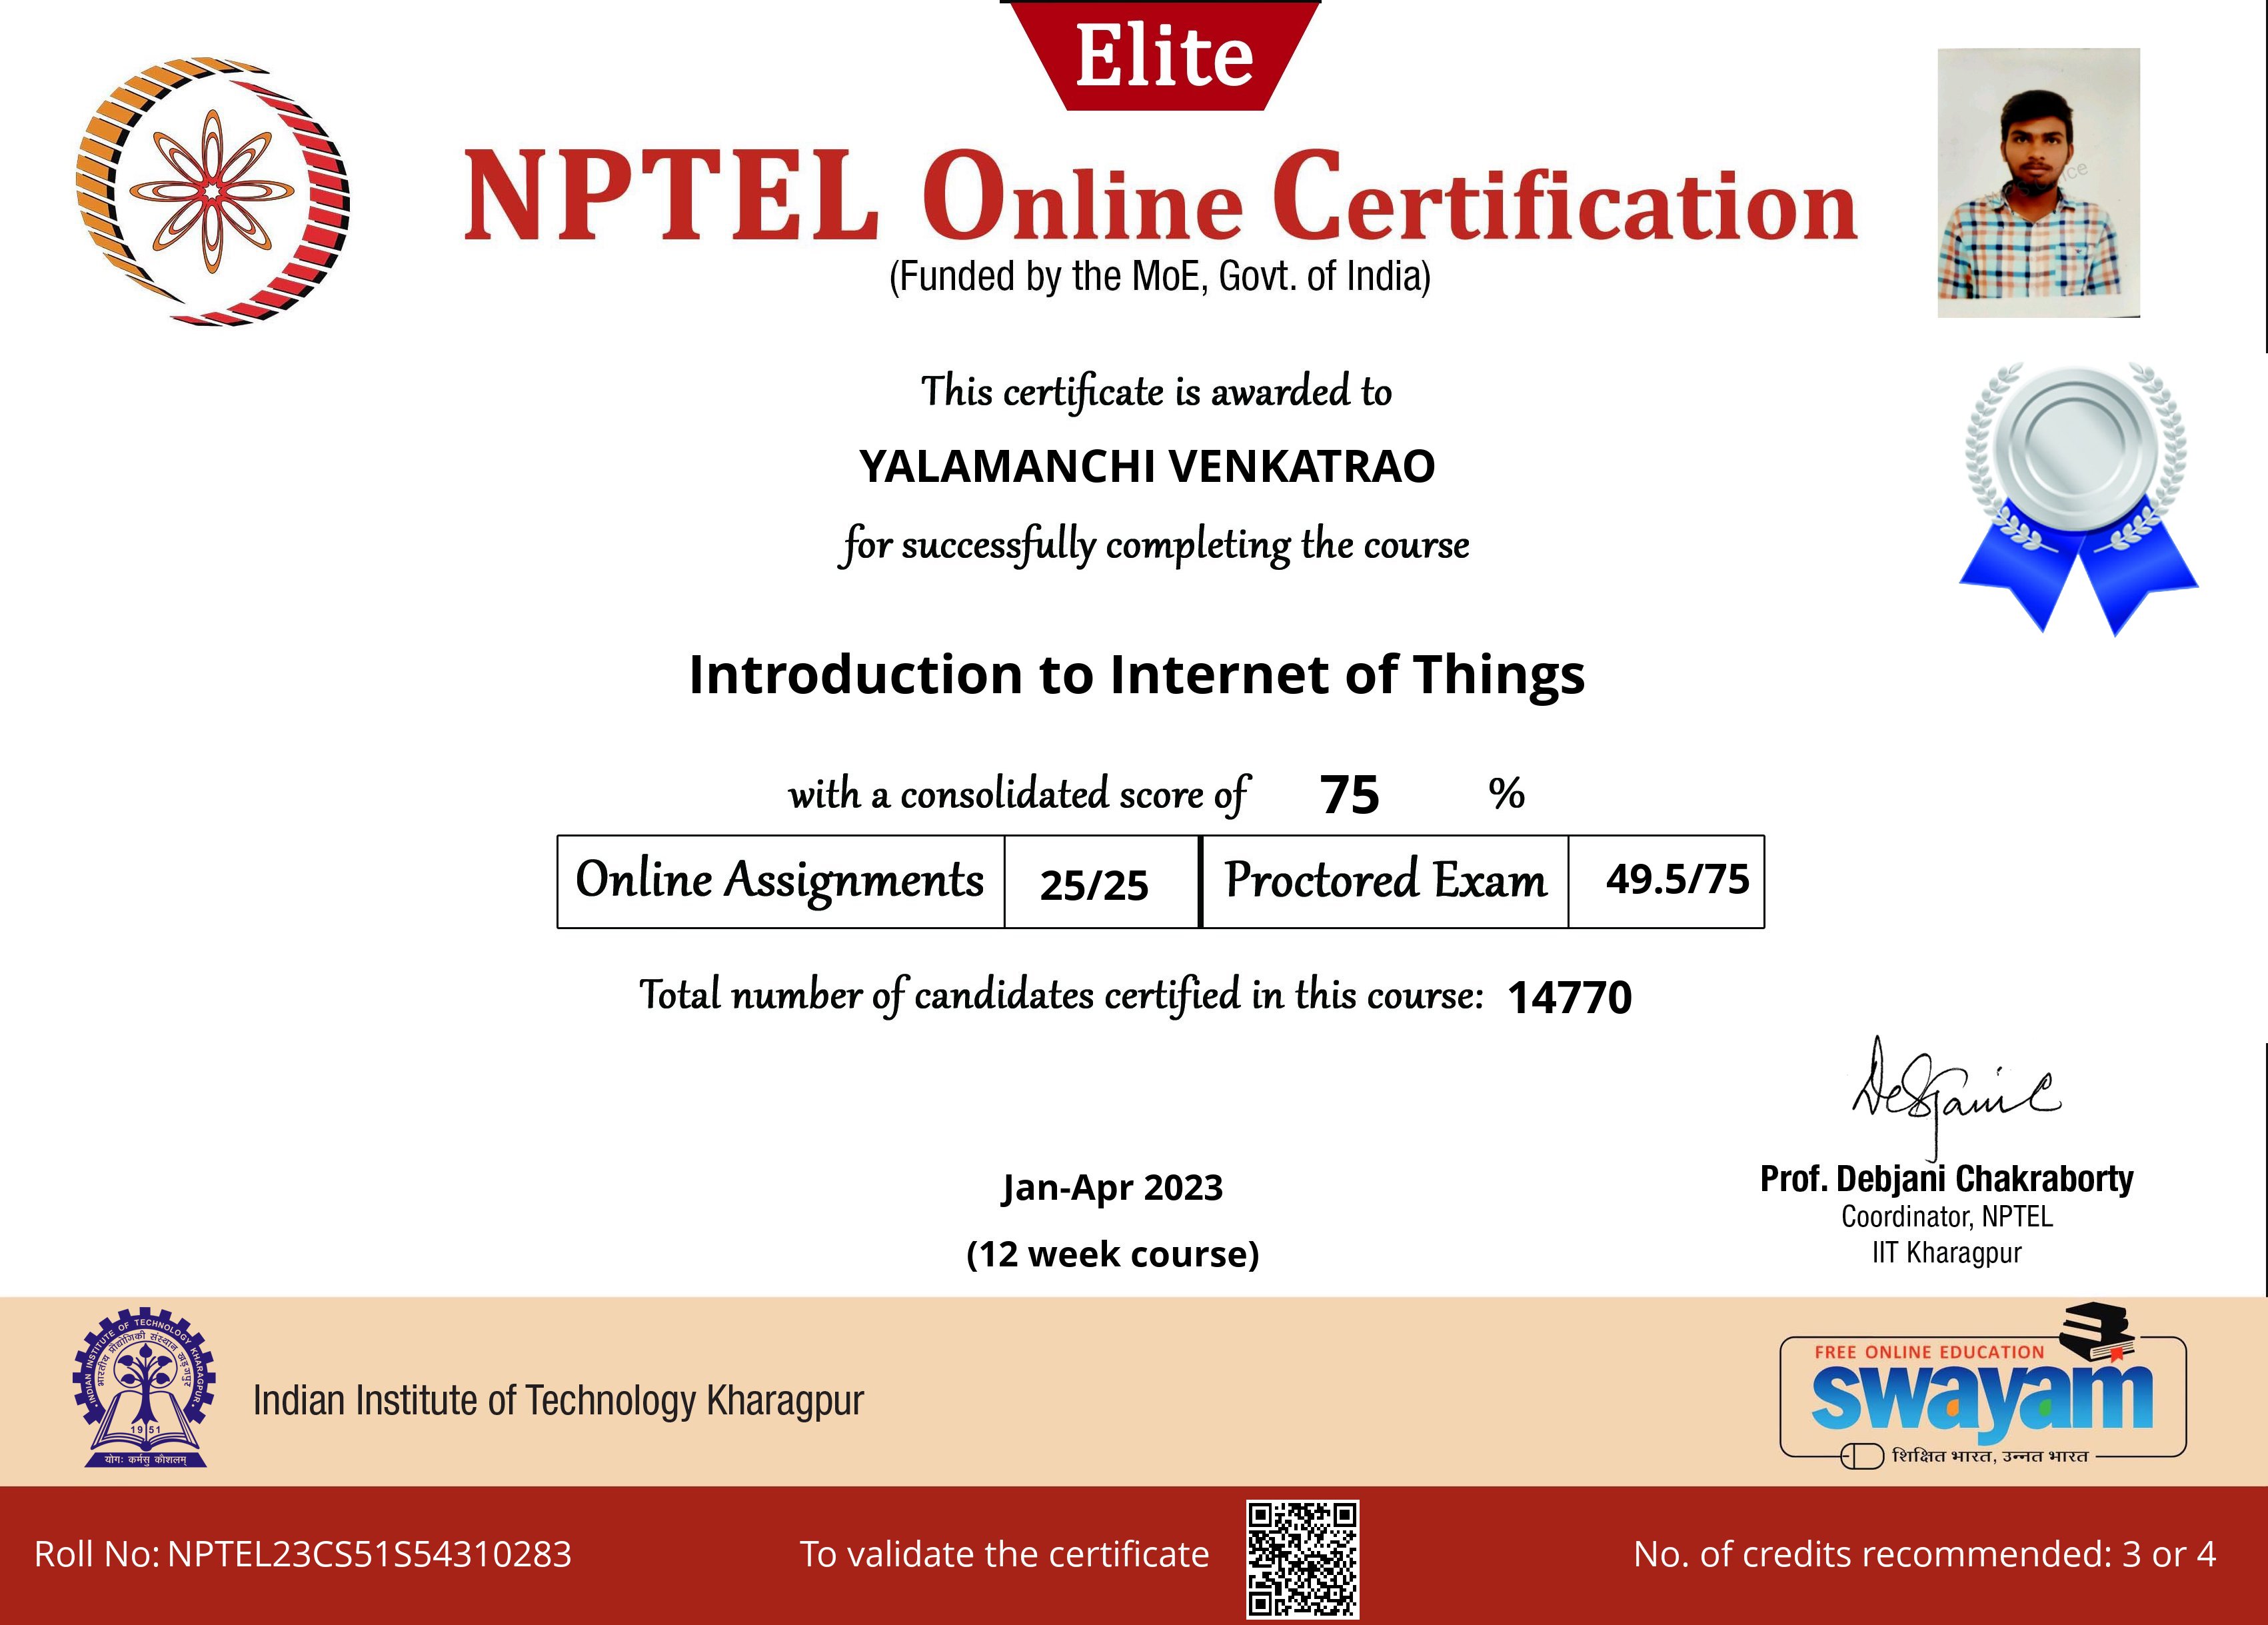 Elite
NPTEL Online Certification
(Funded by the MoE, Govt. of India)
This certificate is awarded to
YALAMANCHI VENKATRAO
for successfully completing the course
Introduction to Internet of Things
with a consolidated score of 75 %
Online Assignments 25/25 Proctored Exam 49.5/75
Total number of candidates certified in this course: 14770
Jan-Apr 2023
(12 week course)
Prof. Debjani Chakraborty
Coordinator, NPTEL
IIT Kharagpur
INDIAN INSTITUTE OF TECHNOLOGY KHARAGPUR
भारतीय प्रौद्योगिकी संस्थान खड़गपुर
1951
योगः कर्मसु कौशलम्
Indian Institute of Technology Kharagpur
FREE ONLINE EDUCATION
swayam
शिक्षित भारत, उन्नत भारत
Roll No: NPTEL23CS51S54310283
To validate the certificate
No. of credits recommended: 3 or 4